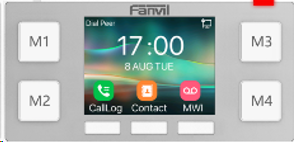 Fanvil
Dial Peer
17:00
8 AUG TUE
CallLog Contact MWI
M1
M2
M3
M4